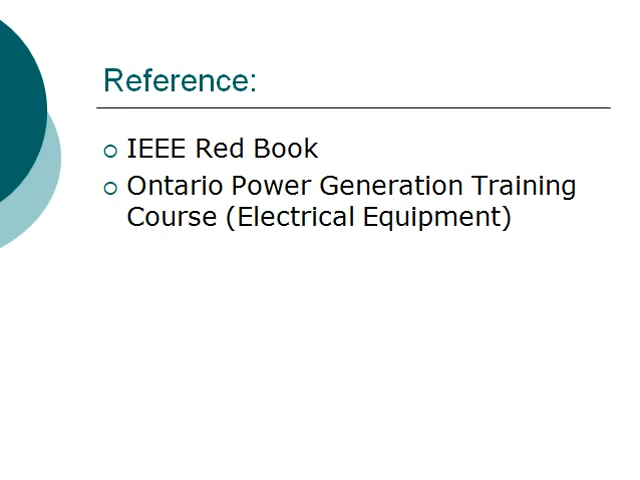 Reference:
IEEE Red Book
Ontario Power Generation Training
Course (Electrical Equipment)